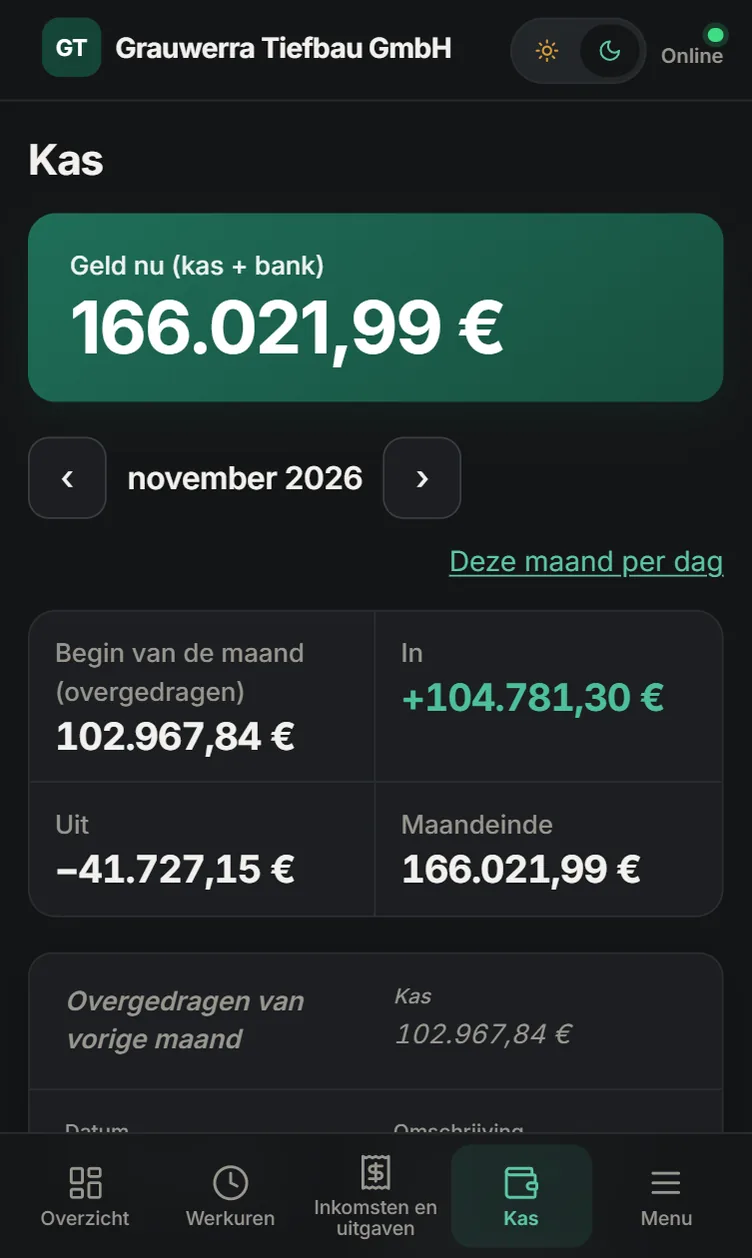 GT
Grauwerra Tiefbau GmbH
Online
Kas
Geld nu (kas + bank)
166.021,99 €
‹
november 2026
›
Deze maand per dag
Begin van de maand
(overgedragen)
102.967,84 €
In
+104.781,30 €
Uit
−41.727,15 €
Maandeinde
166.021,99 €
Overgedragen van
vorige maand
Kas
102.967,84 €
Datum
Omschrijving
Overzicht
Werkuren
Inkomsten en
uitgaven
Kas
Menu